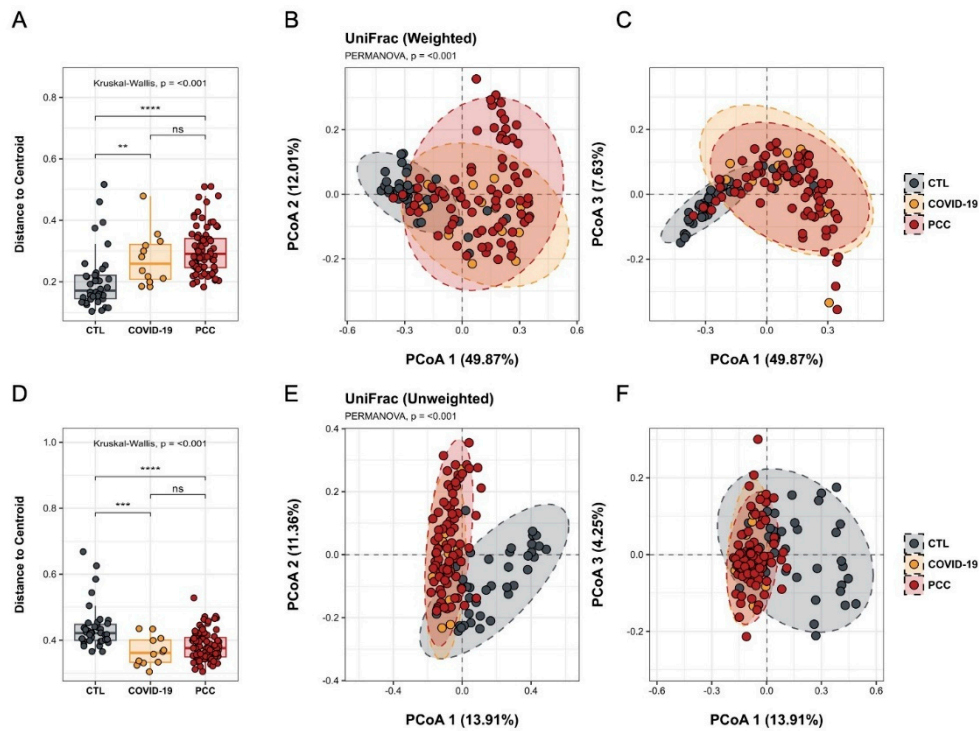 A
B
C
UniFrac (Weighted)
PERMANOVA, p = <0.001
Kruskal-Wallis, p = <0.001
****
ns
**
Distance to Centroid
0.8
0.6
0.4
0.2
CTL
COVID-19
PCC
PCoA 2 (12.01%)
0.2
0.0
-0.2
-0.6
-0.3
0.0
0.3
0.6
PCoA 1 (49.87%)
PCoA 3 (7.63%)
0.2
0.0
-0.2
-0.3
0.0
0.3
0.6
PCoA 1 (49.87%)
CTL
COVID-19
PCC
D
E
F
UniFrac (Unweighted)
PERMANOVA, p = <0.001
Kruskal-Wallis, p = <0.001
****
ns
***
Distance to Centroid
1.0
0.8
0.6
0.4
CTL
COVID-19
PCC
PCoA 2 (11.36%)
0.4
0.2
0.0
-0.2
-0.4
-0.4
0.0
0.4
PCoA 1 (13.91%)
PCoA 3 (4.25%)
0.2
0.0
-0.2
-0.6
-0.3
0.0
0.3
0.6
PCoA 1 (13.91%)
CTL
COVID-19
PCC